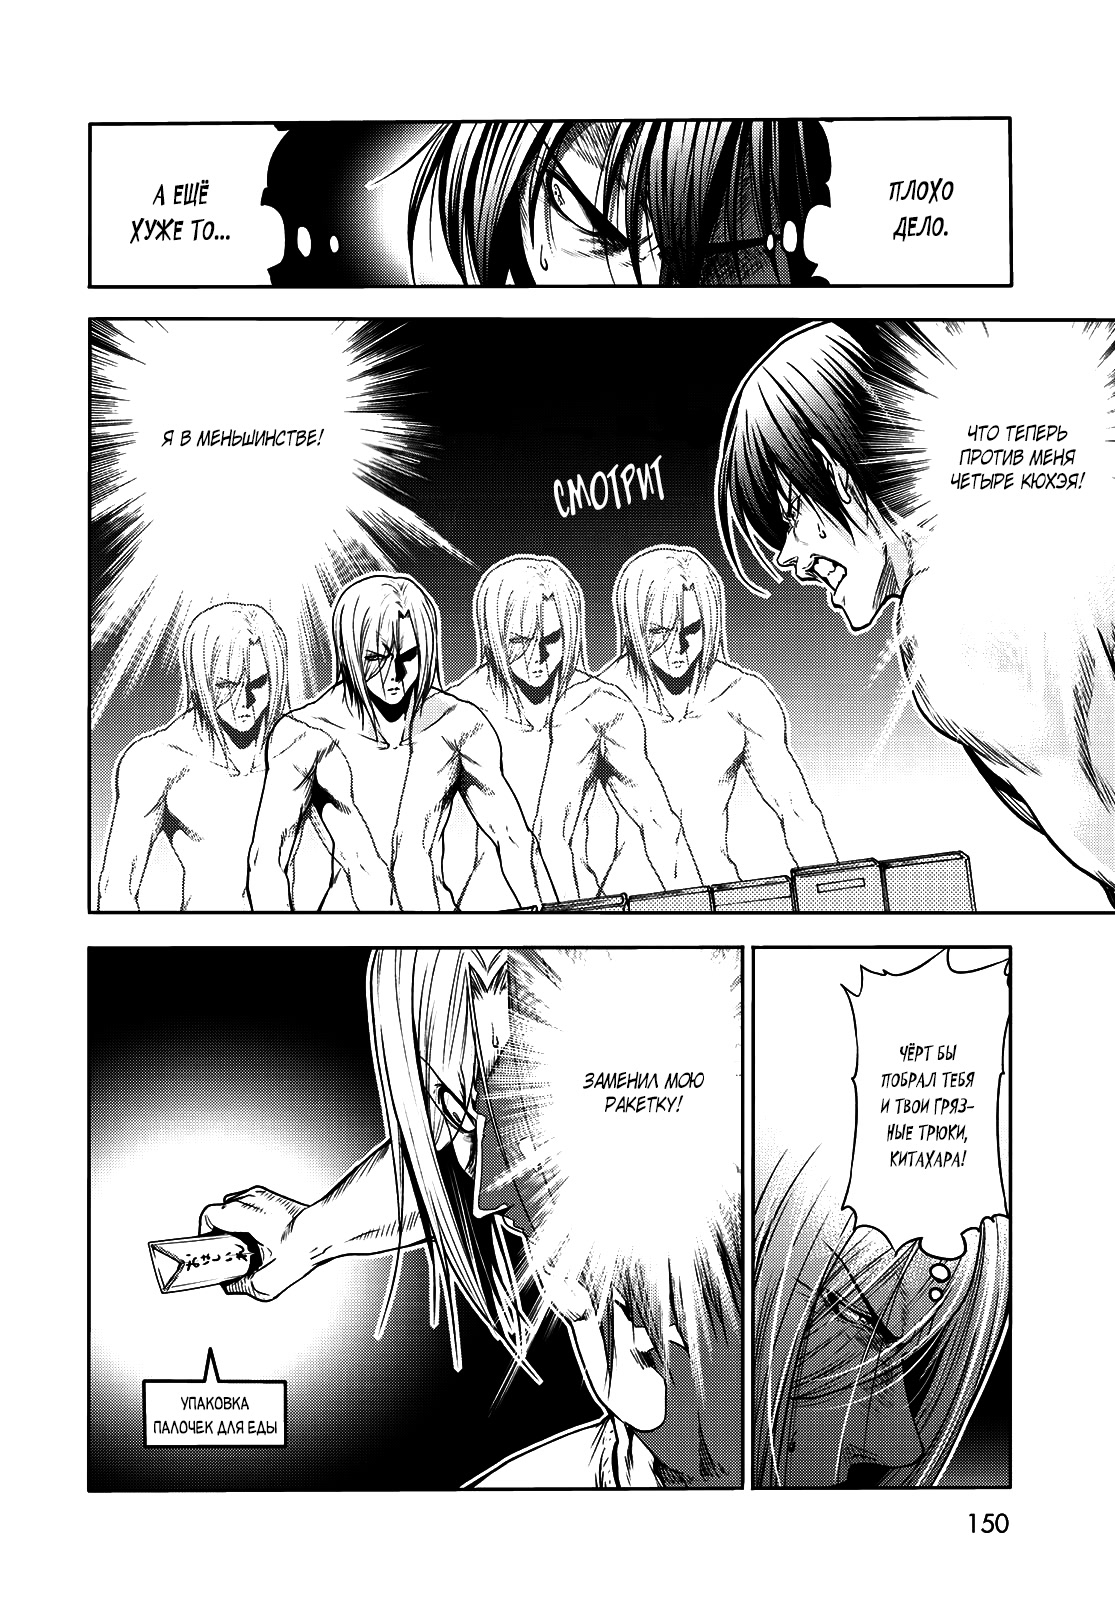 ПЛОХО
ДЕЛО.
А ЕЩЁ
ХУЖЕ ТО...
ЧТО ТЕПЕРЬ
ПРОТИВ МЕНЯ
ЧЕТЫРЕ КЮХЭЯ!
СМОТРИТ
Я В МЕНЬШИНСТВЕ!
ЧЁРТ БЫ
ПОБРАЛ ТЕБЯ
И ТВОИ ГРЯЗ-
НЫЕ ТРЮКИ,
КИТАХАРА!
ЗАМЕНИЛ МОЮ
РАКЕТКУ!
УПАКОВКА
ПАЛОЧЕК ДЛЯ ЕДЫ
150